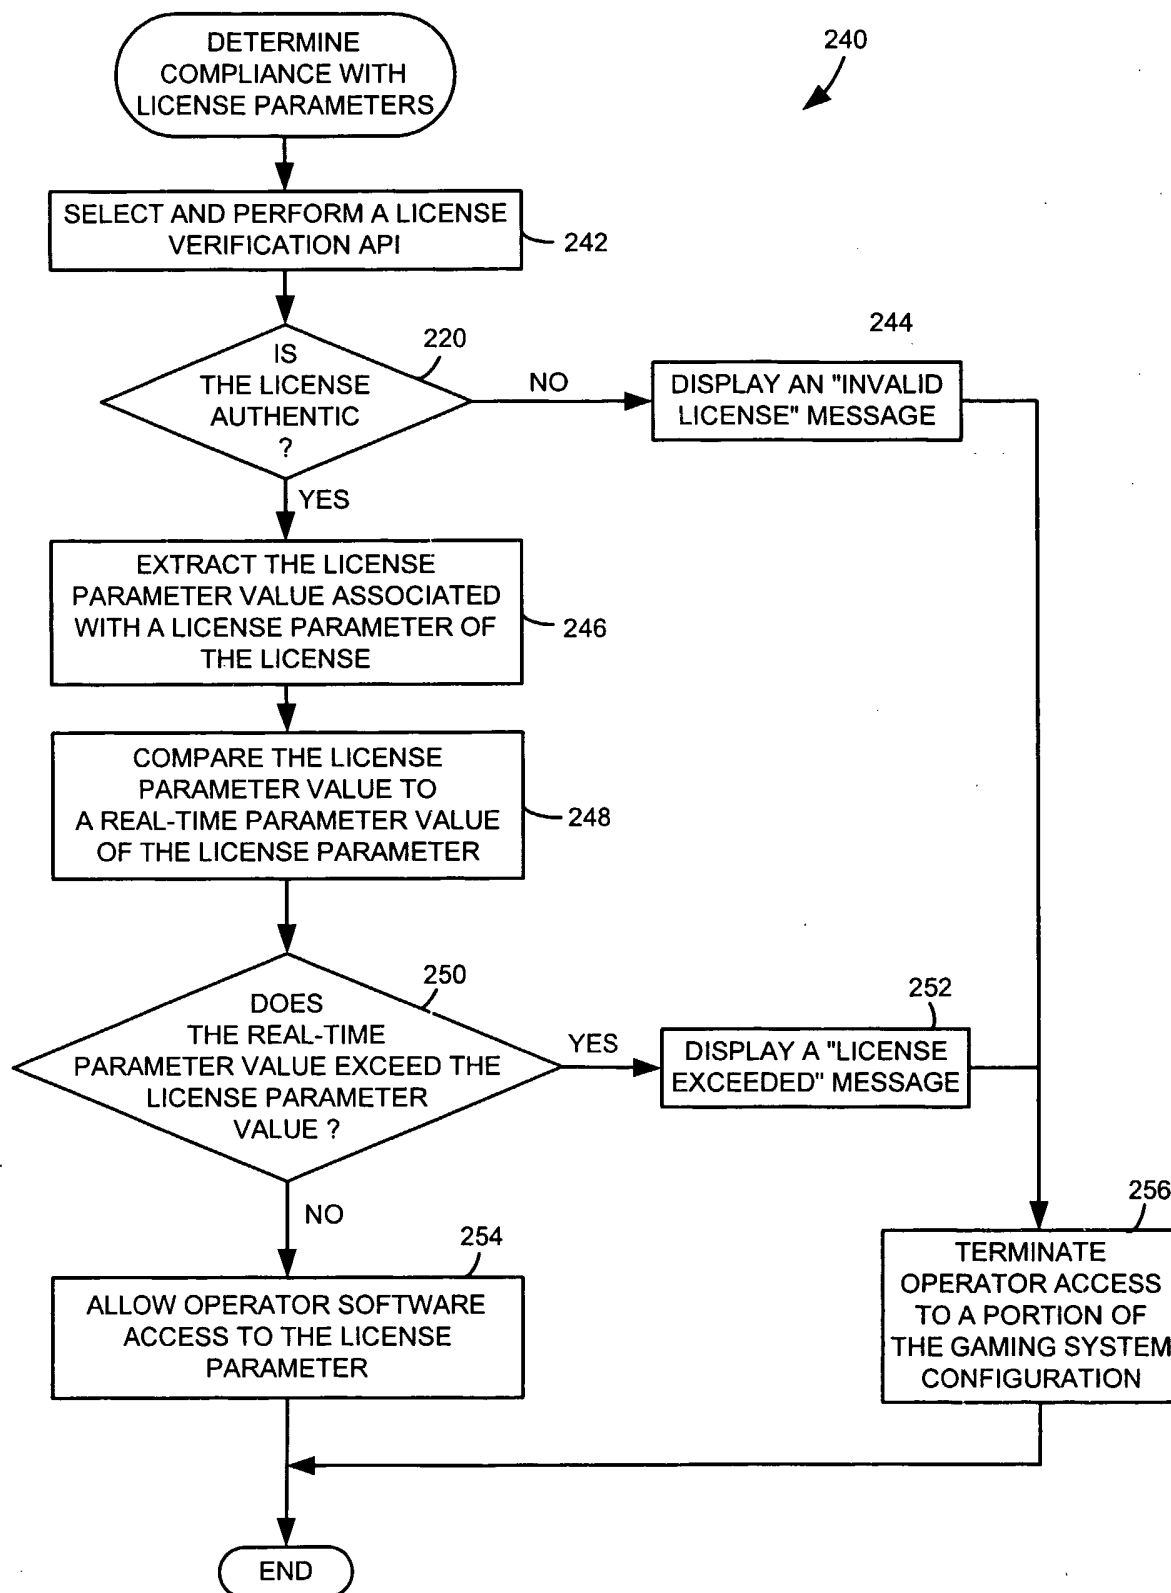 DETERMINE
COMPLIANCE WITH
LICENSE PARAMETERS
240
SELECT AND PERFORM A LICENSE
VERIFICATION API
242
IS
THE LICENSE
AUTHENTIC
?
220
NO
244
DISPLAY AN "INVALID
LICENSE" MESSAGE
YES
EXTRACT THE LICENSE
PARAMETER VALUE ASSOCIATED
WITH A LICENSE PARAMETER OF
THE LICENSE
246
COMPARE THE LICENSE
PARAMETER VALUE TO
A REAL-TIME PARAMETER VALUE
OF THE LICENSE PARAMETER
248
DOES
THE REAL-TIME
PARAMETER VALUE EXCEED THE
LICENSE PARAMETER
VALUE ?
250
YES
252
DISPLAY A "LICENSE
EXCEEDED" MESSAGE
NO
254
ALLOW OPERATOR SOFTWARE
ACCESS TO THE LICENSE
PARAMETER
256
TERMINATE
OPERATOR ACCESS
TO A PORTION OF
THE GAMING SYSTEM
CONFIGURATION
END